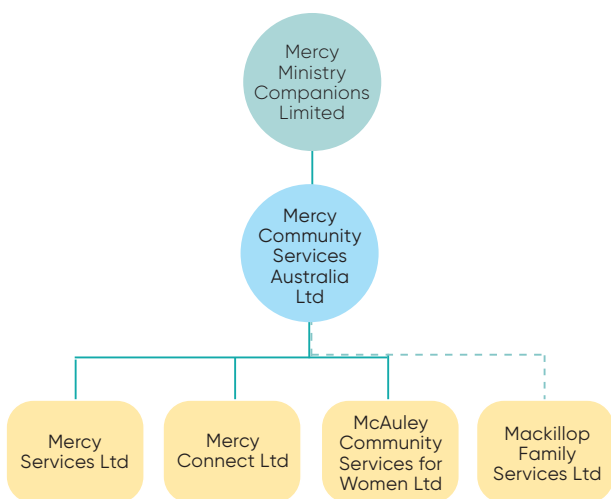 Mercy
Ministry
Companions
Limited
Mercy
Community
Services
Australia
Ltd
Mercy
Services Ltd
Mercy
Connect Ltd
McAuley
Community
Services for
Women Ltd
Mackillop
Family
Services Ltd